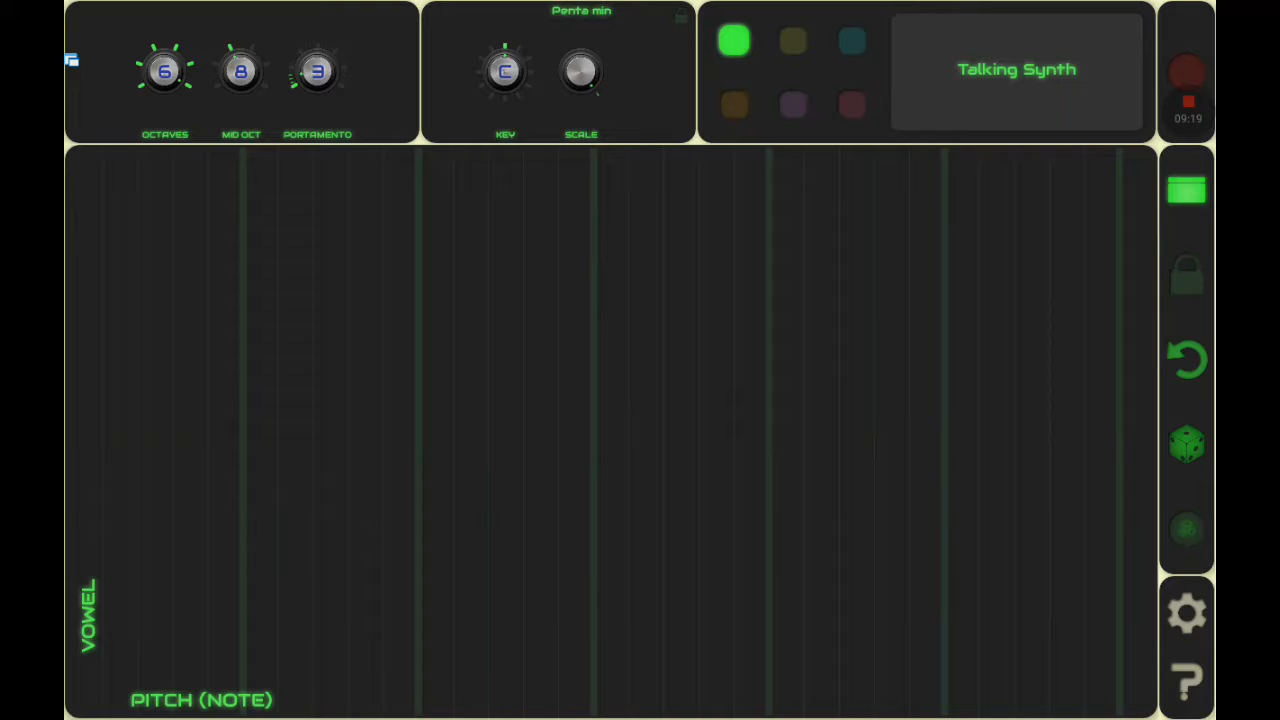 Penta min
6
8
3
C
Talking Synth
OCTAVES
MID OCT
PORTAMENTO
KEY
SCALE
09:19
VOWEL
PITCH (NOTE)
?